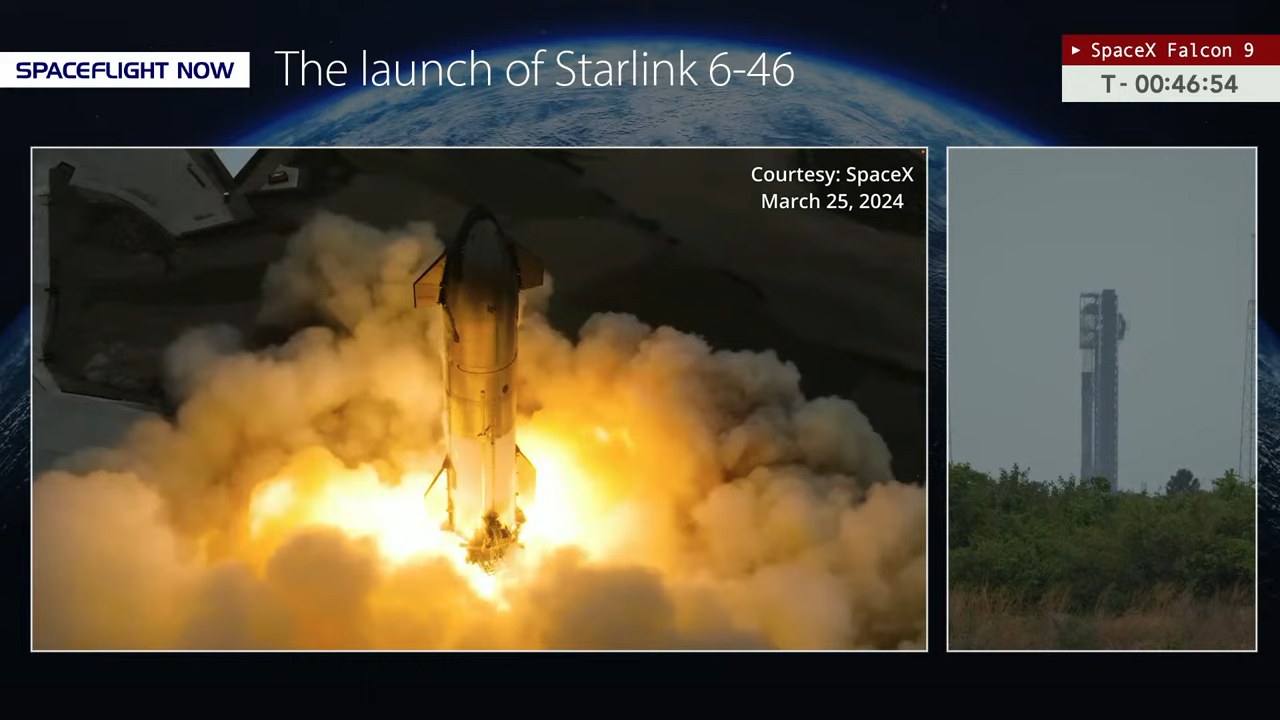 SPACEFLIGHT NOW
The launch of Starlink 6-46
▶ SpaceX Falcon 9
T - 00:46:54
Courtesy: SpaceX
March 25, 2024